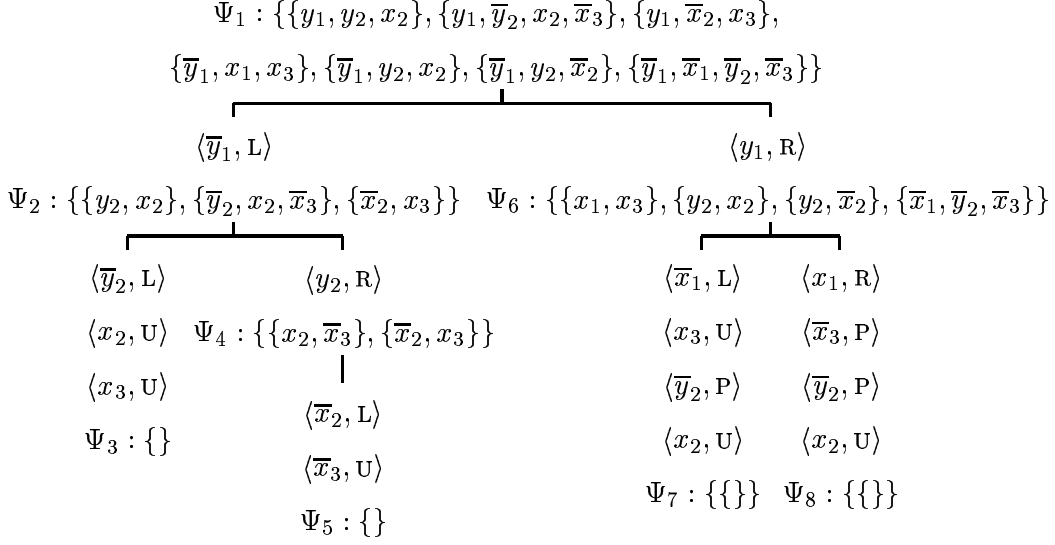 Ψ₁ : {{y₁, y₂, x₂}, {y₁, y̅₂, x₂, x̅₃}, {y₁, x̅₂, x₃},
{y̅₁, x₁, x₃}, {y̅₁, y₂, x₂}, {y̅₁, y₂, x̅₂}, {y̅₁, x̅₁, y̅₂, x̅₃}}
⟨y̅₁, L⟩ ⟨y₁, R⟩
Ψ₂ : {{y₂, x₂}, {y̅₂, x₂, x̅₃}, {x̅₂, x₃}} Ψ₆ : {{x₁, x₃}, {y₂, x₂}, {y₂, x̅₂}, {x̅₁, y̅₂, x̅₃}}
⟨y̅₂, L⟩ ⟨y₂, R⟩ ⟨x̅₁, L⟩ ⟨x₁, R⟩
⟨x₂, U⟩ Ψ₄ : {{x₂, x̅₃}, {x̅₂, x₃}} ⟨x₃, U⟩ ⟨x̅₃, P⟩
⟨x₃, U⟩ ⟨y̅₂, P⟩ ⟨y̅₂, P⟩
⟨x̅₂, L⟩
Ψ₃ : {} ⟨x₂, U⟩ ⟨x₂, U⟩
⟨x̅₃, U⟩
Ψ₇ : {{}} Ψ₈ : {{}}
Ψ₅ : {}